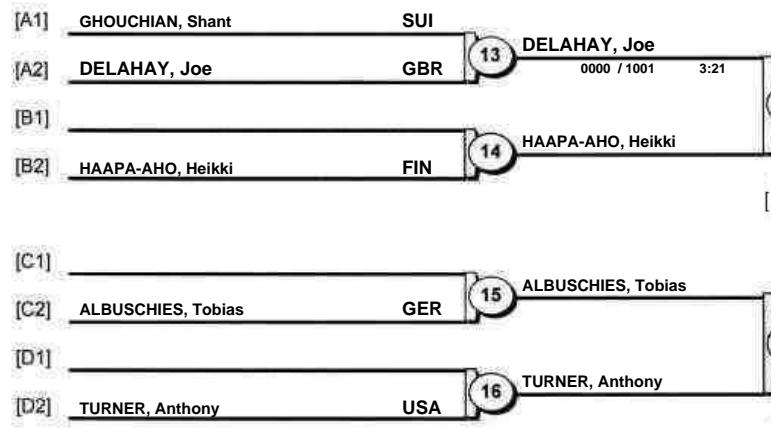 [A1] GHOUCHIAN, Shant SUI
13 DELAHAY, Joe
[A2] DELAHAY, Joe GBR
0000 / 1001 3:21
[B1]
14 HAAPA-AHO, Heikki
[B2] HAAPA-AHO, Heikki FIN
[
[C1]
15 ALBUSCHIES, Tobias
[C2] ALBUSCHIES, Tobias GER
[D1]
16 TURNER, Anthony
[D2] TURNER, Anthony USA